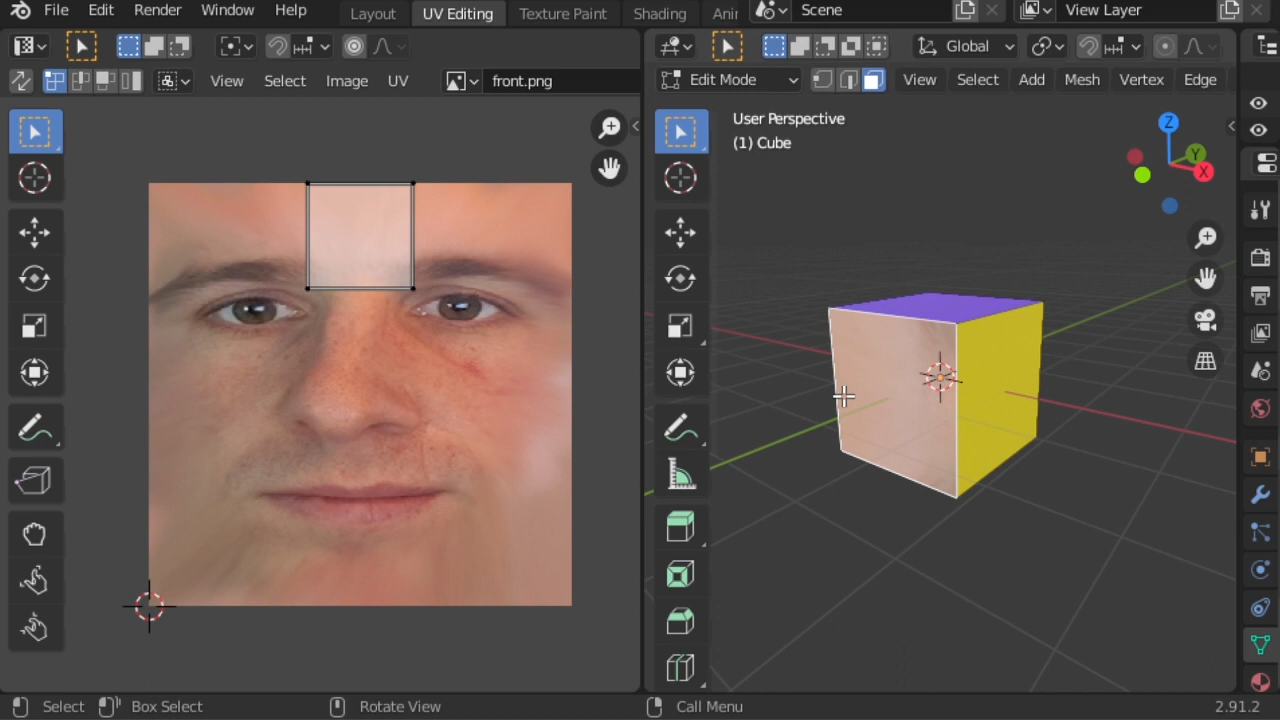 File Edit Render Window Help Layout UV Editing Texture Paint Shading Scene View Layer
View Select Image UV front.png
Global
Edit Mode View Select Add Mesh Vertex Edge
User Perspective
(1) Cube
Z
Y
X
Select Box Select Rotate View Call Menu 2.91.2